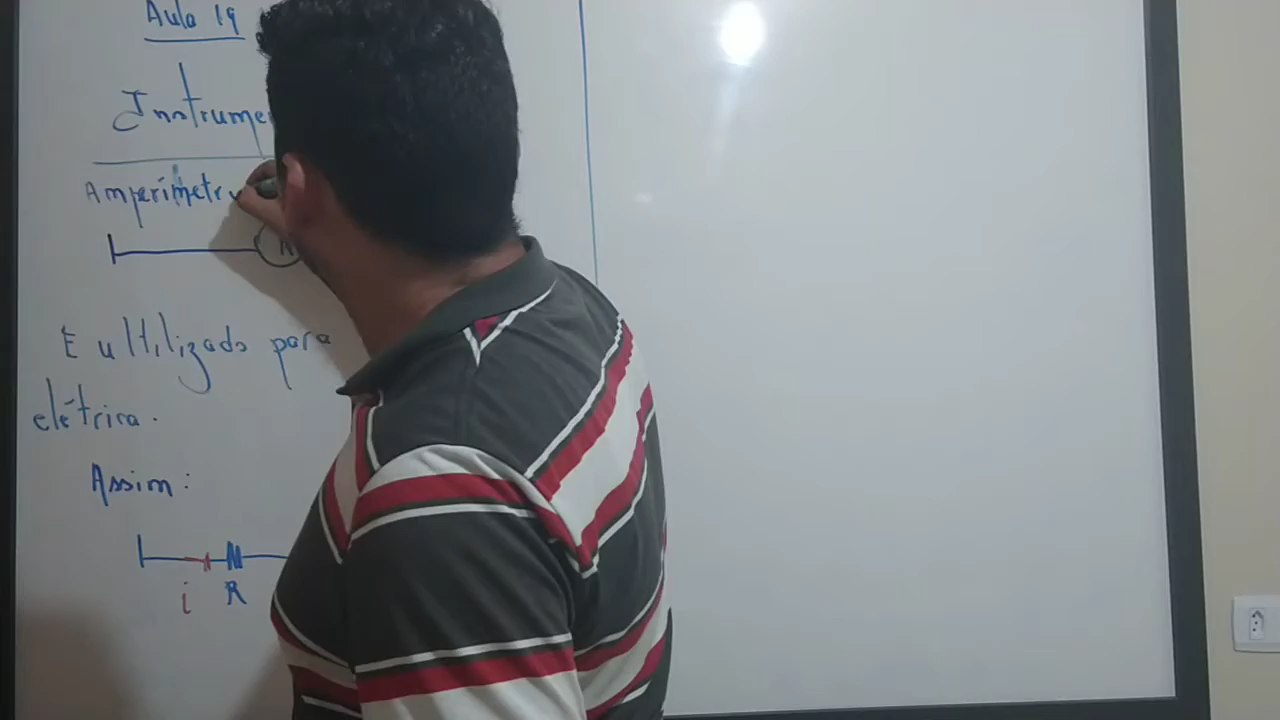 Aula 19
Instrume
Amperímetr
A
E ultilizado para
elétrica.
Assim:
i R